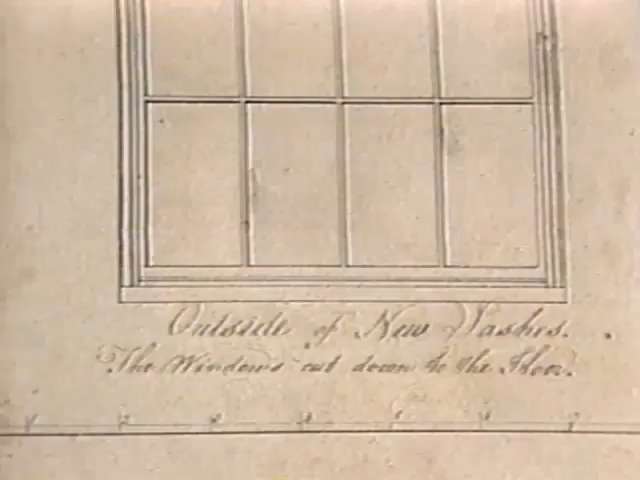 Outside of New Sashes.
The Windows cut down to the Floor.